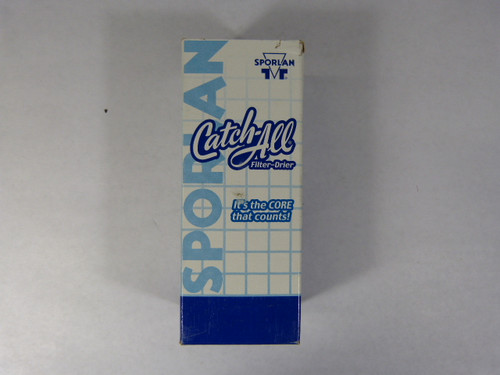 SPORLAN
SPORLAN
Catch-All
Filter-Drier
It's the CORE
that counts!